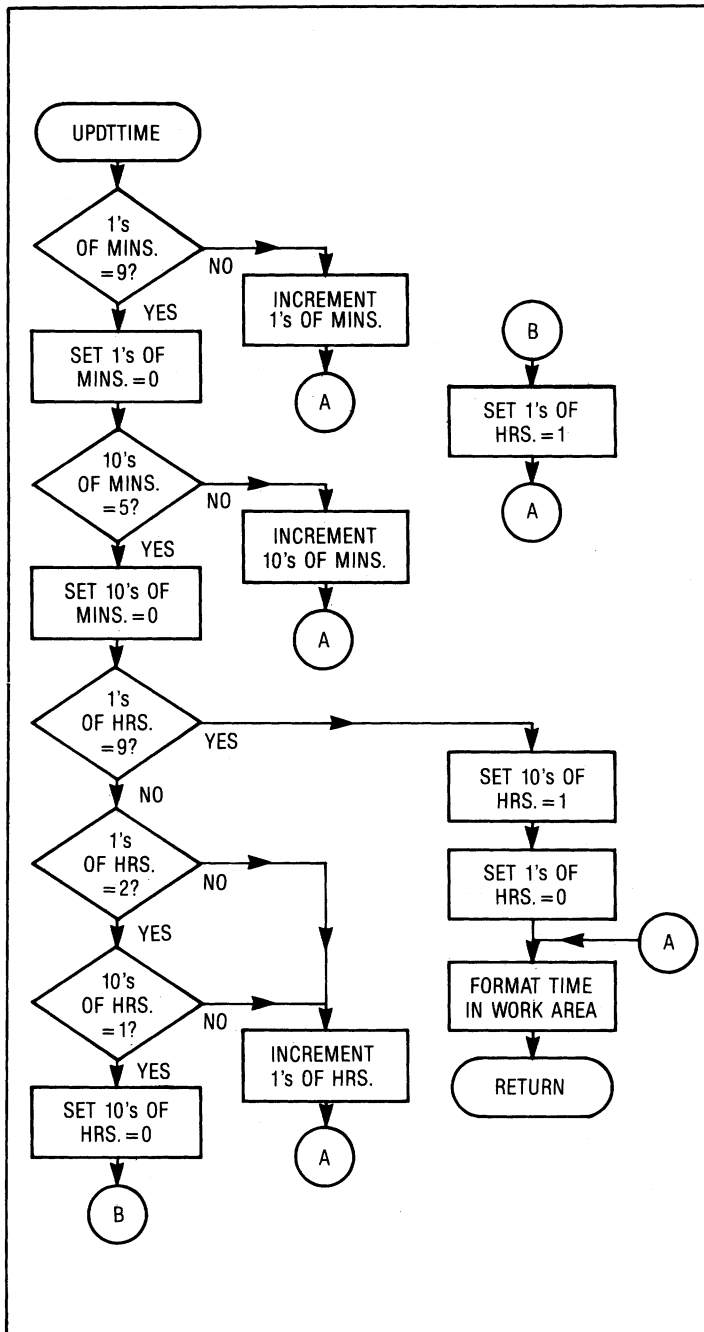 UPDTTIME
1's
OF MINS.
=9?
NO
YES
INCREMENT
1's OF MINS.
A
SET 1's OF
MINS.=0
10's
OF MINS.
=5?
NO
YES
INCREMENT
10's OF MINS.
A
SET 10's OF
MINS.=0
1's
OF HRS.
=9?
YES
NO
1's
OF HRS.
=2?
NO
YES
10's
OF HRS.
=1?
NO
YES
INCREMENT
1's OF HRS.
A
SET 10's OF
HRS.=0
B
B
SET 1's OF
HRS.=1
A
SET 10's OF
HRS.=1
SET 1's OF
HRS.=0
A
FORMAT TIME
IN WORK AREA
RETURN